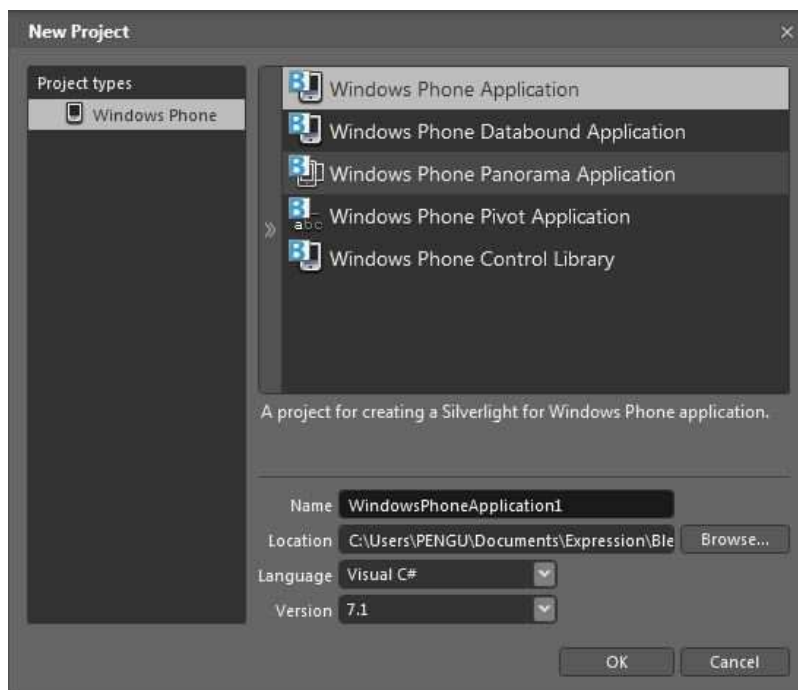 New Project
Project types
Windows Phone
Windows Phone Application
Windows Phone Databound Application
Windows Phone Panorama Application
abc
Windows Phone Pivot Application
Windows Phone Control Library
A project for creating a Silverlight for Windows Phone application.
Name WindowsPhoneApplication1
Location C:\Users\PENGU\Documents\Expression\Ble Browse...
Language Visual C#
Version 7.1
OK Cancel